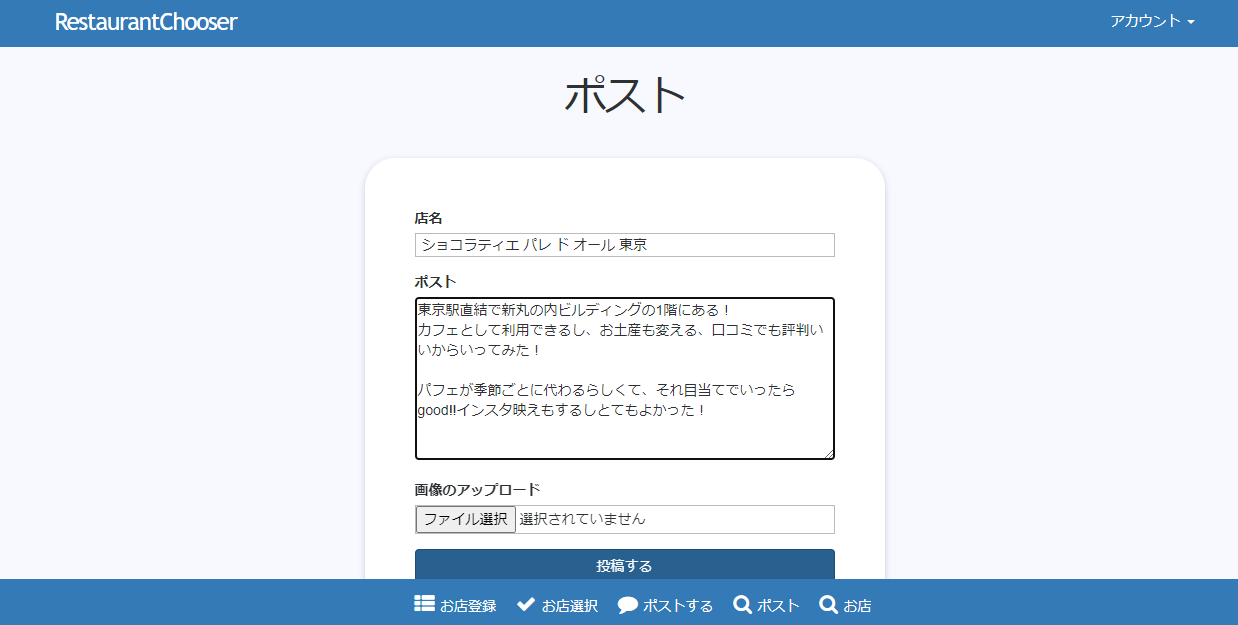 RestaurantChooser
アカウント
ポスト
店名
ショコラティエ パレ ド オール 東京
ポスト
東京駅直結で新丸の内ビルディングの1階にある！
カフェとして利用できるし、お土産も変える、口コミでも評判い
いからいってみた！
パフェが季節ごとに代わるらしくて、それ目当てでいったら
good!!インスタ映えもするしとてもよかった！
画像のアップロード
ファイル選択 選択されていません
投稿する
お店登録 お店選択 ポストする ポスト お店